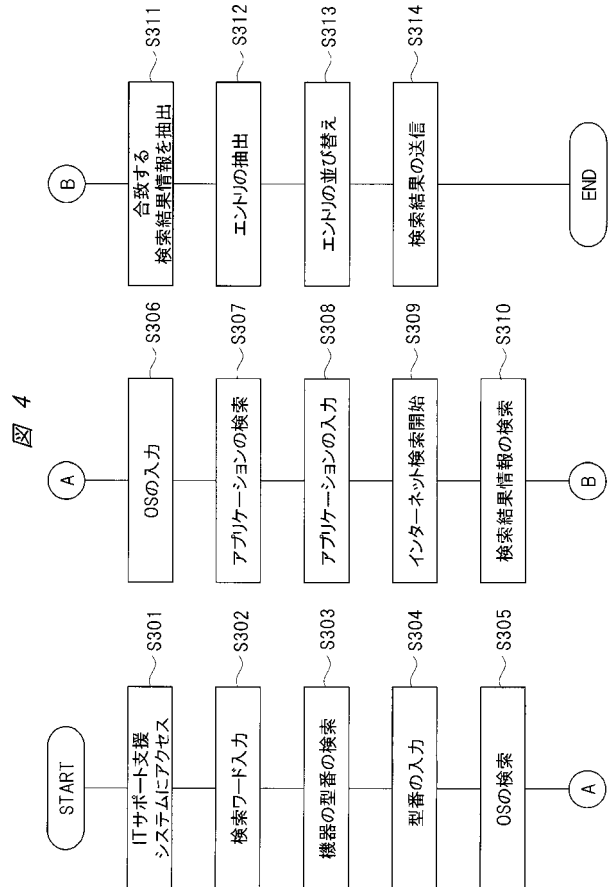 図 4
START
ITサポート支援
システムにアクセス
S301
検索ワード入力
S302
機器の型番の検索
S303
型番の入力
S304
OSの検索
S305
A
A
OSの入力
S306
アプリケーションの検索
S307
アプリケーションの入力
S308
インターネット検索開始
S309
検索結果情報の検索
S310
B
B
合致する
検索結果情報を抽出
S311
エントリの抽出
S312
エントリの並び替え
S313
検索結果の送信
S314
END